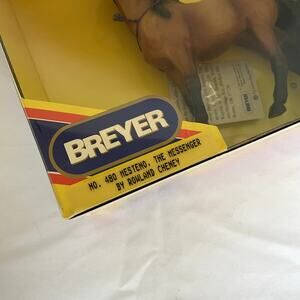 BREYER
NO. 480 MESTENO, THE MESSENGER
BY ROWLAND CHENEY